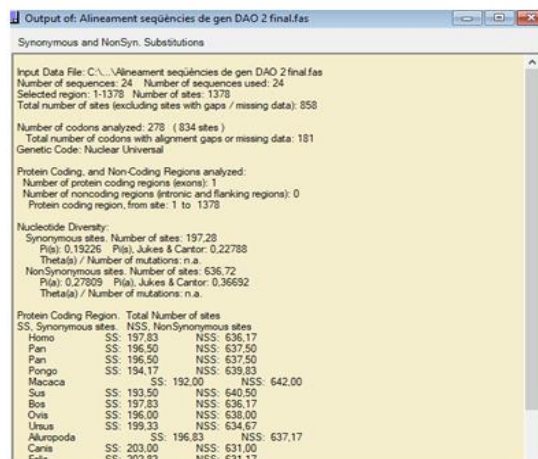 Output of: Alineament seqüències de gen DAO 2 final.fas
Synonymous and NonSyn. Substitutions
Input Data File: C:\...\Alineament seqüències de gen DAO 2 final.fas
Number of sequences: 24 Number of sequences used: 24
Selected region: 1-1378 Number of sites: 1378
Total number of sites (excluding sites with gaps / missing data): 858
Number of codons analyzed: 278 ( 834 sites )
Total number of codons with alignment gaps or missing data: 181
Genetic Code: Nuclear Universal
Protein Coding, and Non-Coding Regions analyzed:
Number of protein coding regions (exons): 1
Number of noncoding regions (intronic and flanking regions): 0
Protein coding region, from site: 1 to 1378
Nucleotide Diversity:
Synonymous sites. Number of sites: 197,28
Pi(s): 0,19226 Pi(s), Jukes & Cantor: 0,22788
Theta(s) / Number of mutations: n.a.
NonSynonymous sites. Number of sites: 636,72
Pi(a): 0,27809 Pi(a), Jukes & Cantor: 0,36692
Theta(a) / Number of mutations: n.a.
Protein Coding Region. Total Number of sites
SS, Synonymous sites. NSS, NonSynonymous sites
Homo SS: 197,83 NSS: 636,17
Pan SS: 196,50 NSS: 637,50
Pan SS: 196,50 NSS: 637,50
Pongo SS: 194,17 NSS: 639,83
Macaca SS: 192,00 NSS: 642,00
Sus SS: 193,50 NSS: 640,50
Bos SS: 197,83 NSS: 636,17
Ovis SS: 196,00 NSS: 638,00
Ursus SS: 199,33 NSS: 634,67
Ailuropoda SS: 196,83 NSS: 637,17
Canis SS: 203,00 NSS: 631,00
Felis SS: 202,83 NSS: 631,17